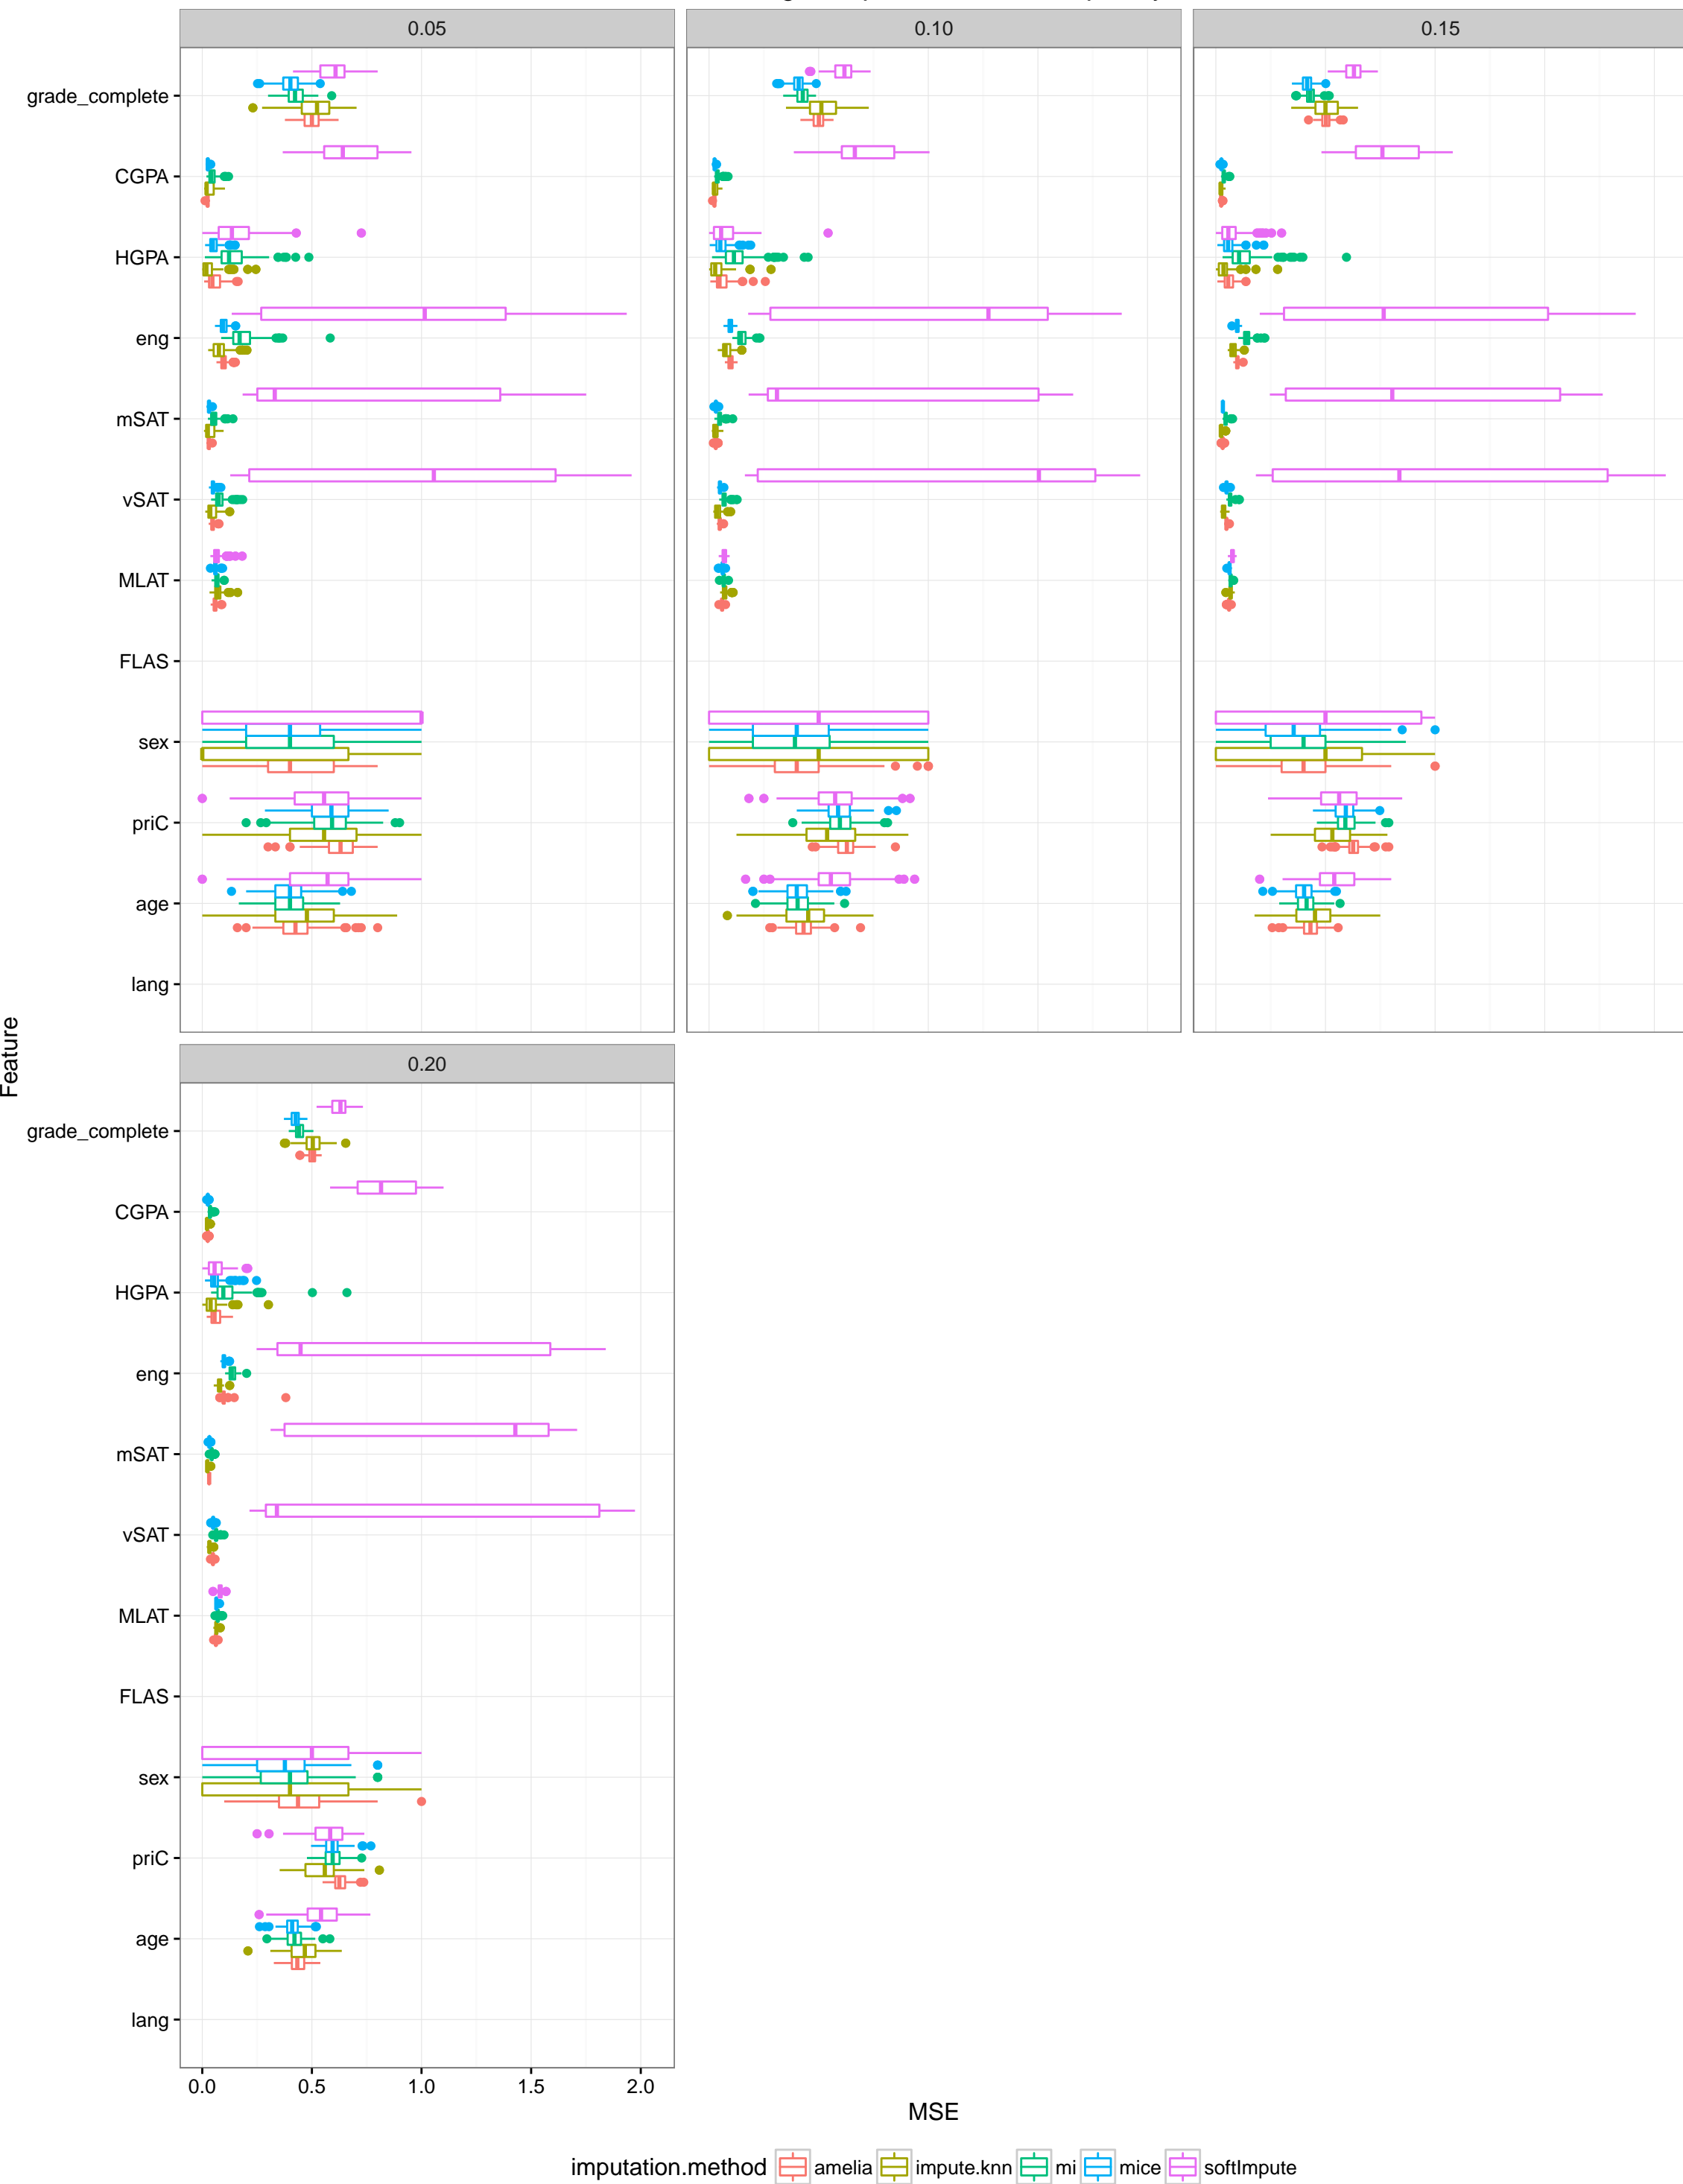 0.05 0.10 0.15
grade_complete
CGPA
HGPA
eng
mSAT
vSAT
MLAT
FLAS
sex
priC
age
lang
Feature
0.20
grade_complete
CGPA
HGPA
eng
mSAT
vSAT
MLAT
FLAS
sex
priC
age
lang
0.0 0.5 1.0 1.5 2.0
MSE
imputation.method amelia impute.knn mi mice softImpute